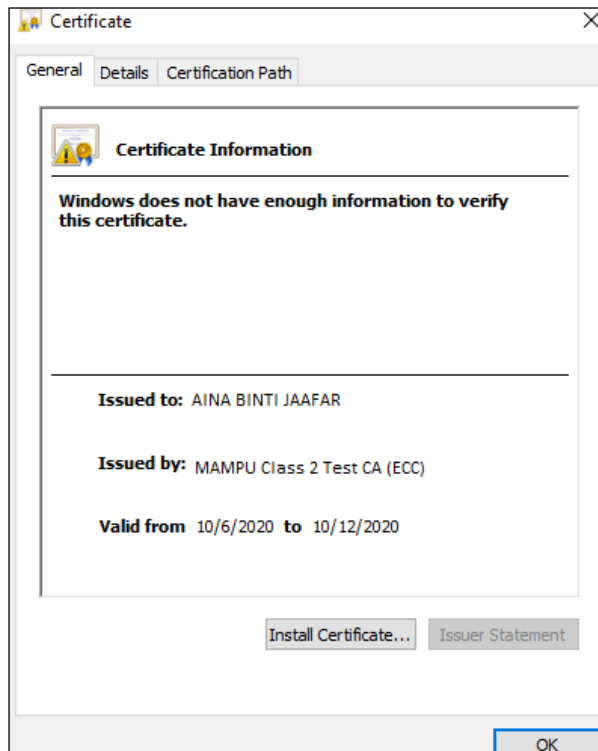 Certificate
General Details Certification Path
Certificate Information
Windows does not have enough information to verify
this certificate.
Issued to: AINA BINTI JAAFAR
Issued by: MAMPU Class 2 Test CA (ECC)
Valid from 10/6/2020 to 10/12/2020
Install Certificate... Issuer Statement
OK